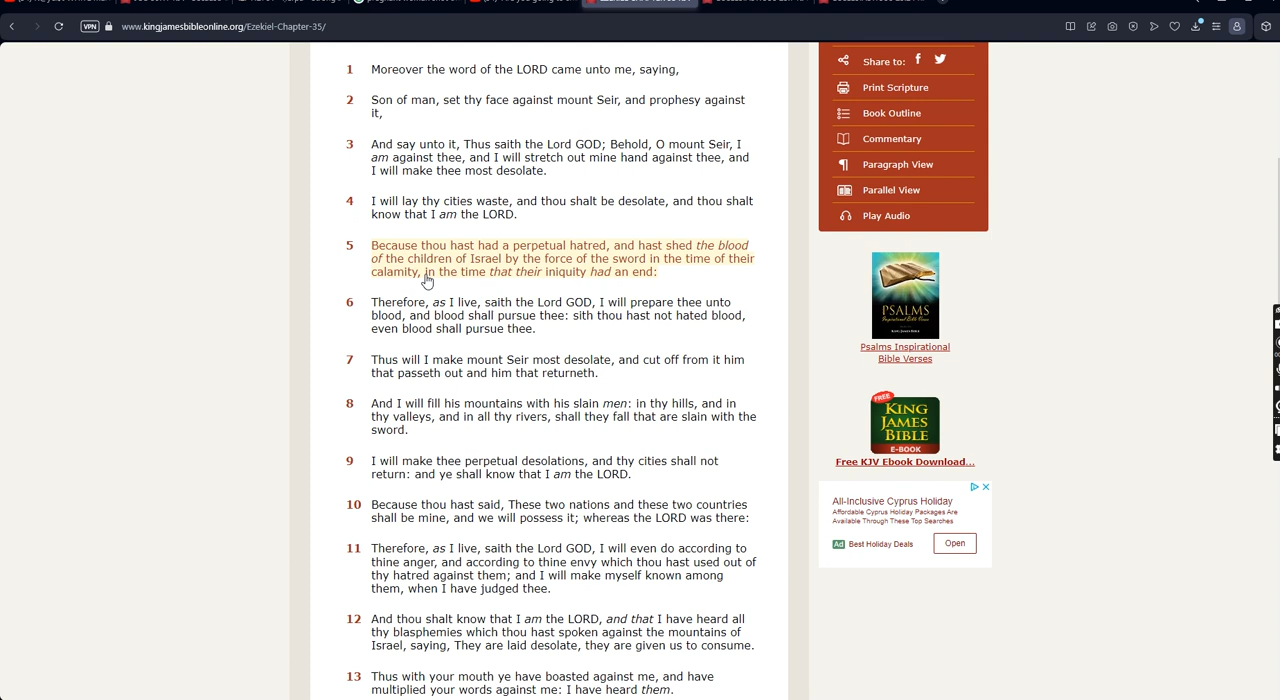 VPN www.kingjamesbibleonline.org/Ezekiel-Chapter-35/
1 Moreover the word of the LORD came unto me, saying,
2 Son of man, set thy face against mount Seir, and prophesy against
it,
3 And say unto it, Thus saith the Lord GOD; Behold, O mount Seir, I
am against thee, and I will stretch out mine hand against thee, and
I will make thee most desolate.
4 I will lay thy cities waste, and thou shalt be desolate, and thou shalt
know that I am the LORD.
5 Because thou hast had a perpetual hatred, and hast shed the blood
of the children of Israel by the force of the sword in the time of their
calamity, in the time that their iniquity had an end:
6 Therefore, as I live, saith the Lord GOD, I will prepare thee unto
blood, and blood shall pursue thee: sith thou hast not hated blood,
even blood shall pursue thee.
7 Thus will I make mount Seir most desolate, and cut off from it him
that passeth out and him that returneth.
8 And I will fill his mountains with his slain men: in thy hills, and in
thy valleys, and in all thy rivers, shall they fall that are slain with the
sword.
9 I will make thee perpetual desolations, and thy cities shall not
return: and ye shall know that I am the LORD.
10 Because thou hast said, These two nations and these two countries
shall be mine, and we will possess it; whereas the LORD was there:
11 Therefore, as I live, saith the Lord GOD, I will even do according to
thine anger, and according to thine envy which thou hast used out of
thy hatred against them; and I will make myself known among
them, when I have judged thee.
12 And thou shalt know that I am the LORD, and that I have heard all
thy blasphemies which thou hast spoken against the mountains of
Israel, saying, They are laid desolate, they are given us to consume.
13 Thus with your mouth ye have boasted against me, and have
multiplied your words against me: I have heard them.
Share to:
Print Scripture
Book Outline
Commentary
Paragraph View
Parallel View
Play Audio
PSALMS
Psalms Inspirational
Bible Verses
FREE
KING
JAMES
BIBLE
E-BOOK
Free KJV Ebook Download...
All-Inclusive Cyprus Holiday
Affordable Cyprus Holiday Packages Are
Available Through These Top Searches
Ad Best Holiday Deals
Open